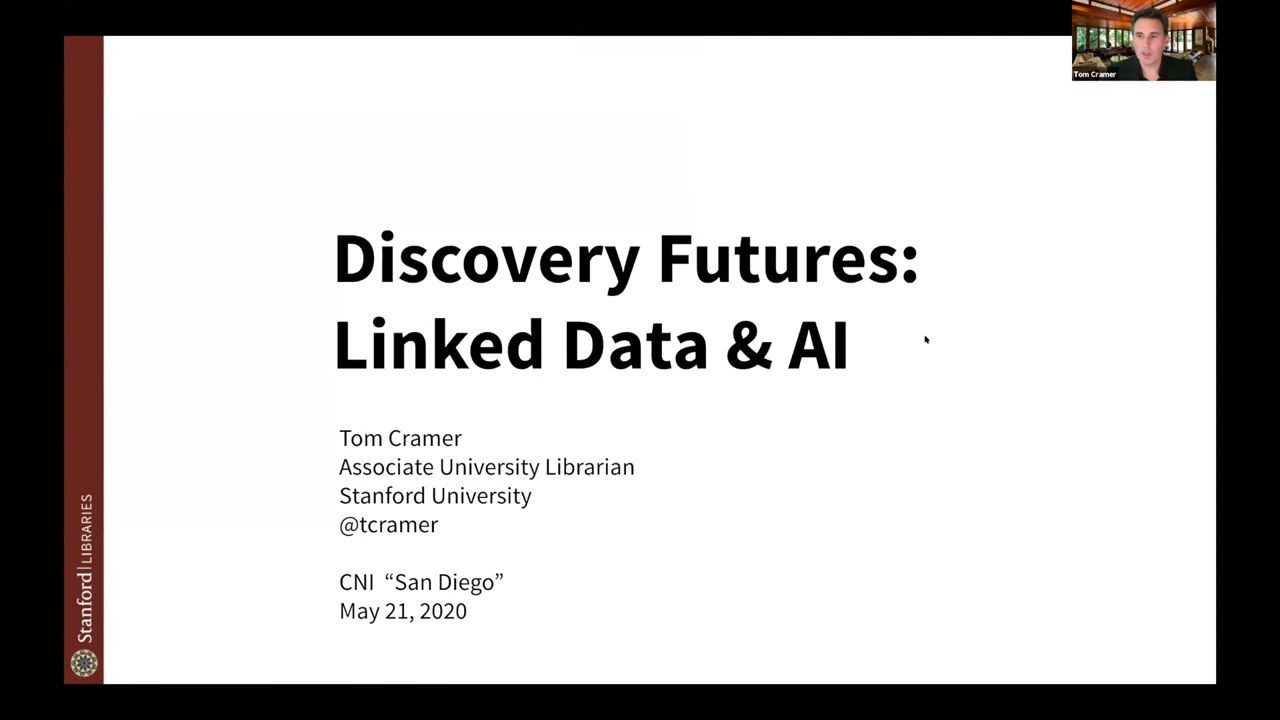 Tom Cramer
Discovery Futures:
Linked Data & AI
Tom Cramer
Associate University Librarian
Stanford University
@tcramer
CNI “San Diego”
May 21, 2020
Stanford|LIBRARIES